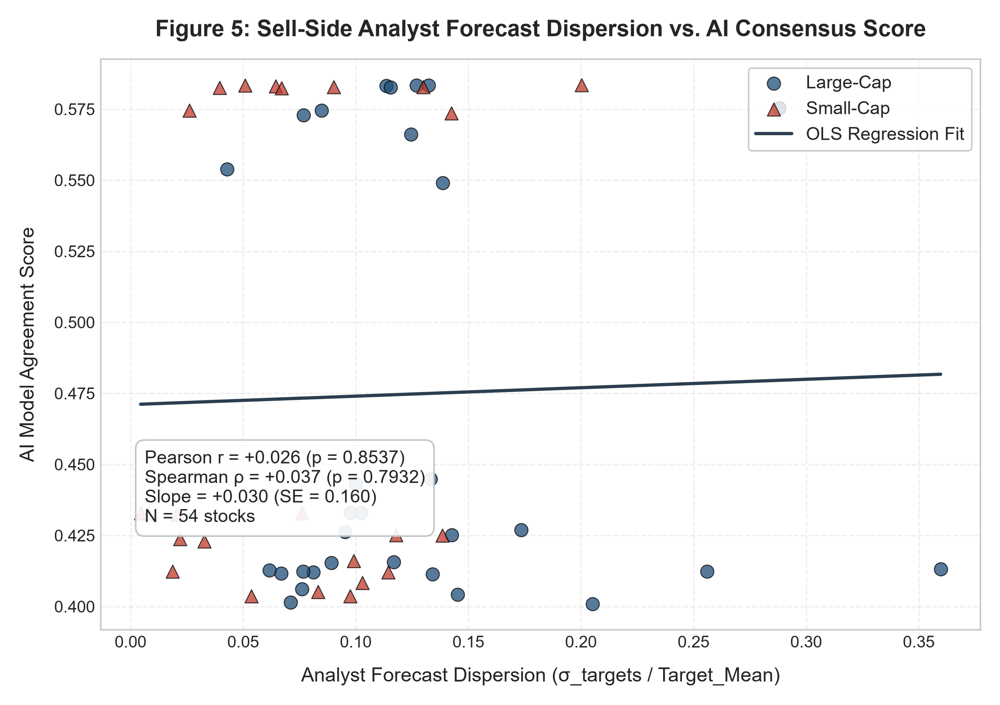 Figure 5: Sell-Side Analyst Forecast Dispersion vs. AI Consensus Score
Large-Cap
Small-Cap
OLS Regression Fit
AI Model Agreement Score
0.575
0.550
0.525
0.500
0.475
0.450
0.425
0.400
Pearson r = +0.026 (p = 0.8537)
Spearman ρ = +0.037 (p = 0.7932)
Slope = +0.030 (SE = 0.160)
N = 54 stocks
0.00 0.05 0.10 0.15 0.20 0.25 0.30 0.35
Analyst Forecast Dispersion (σ_targets / Target_Mean)